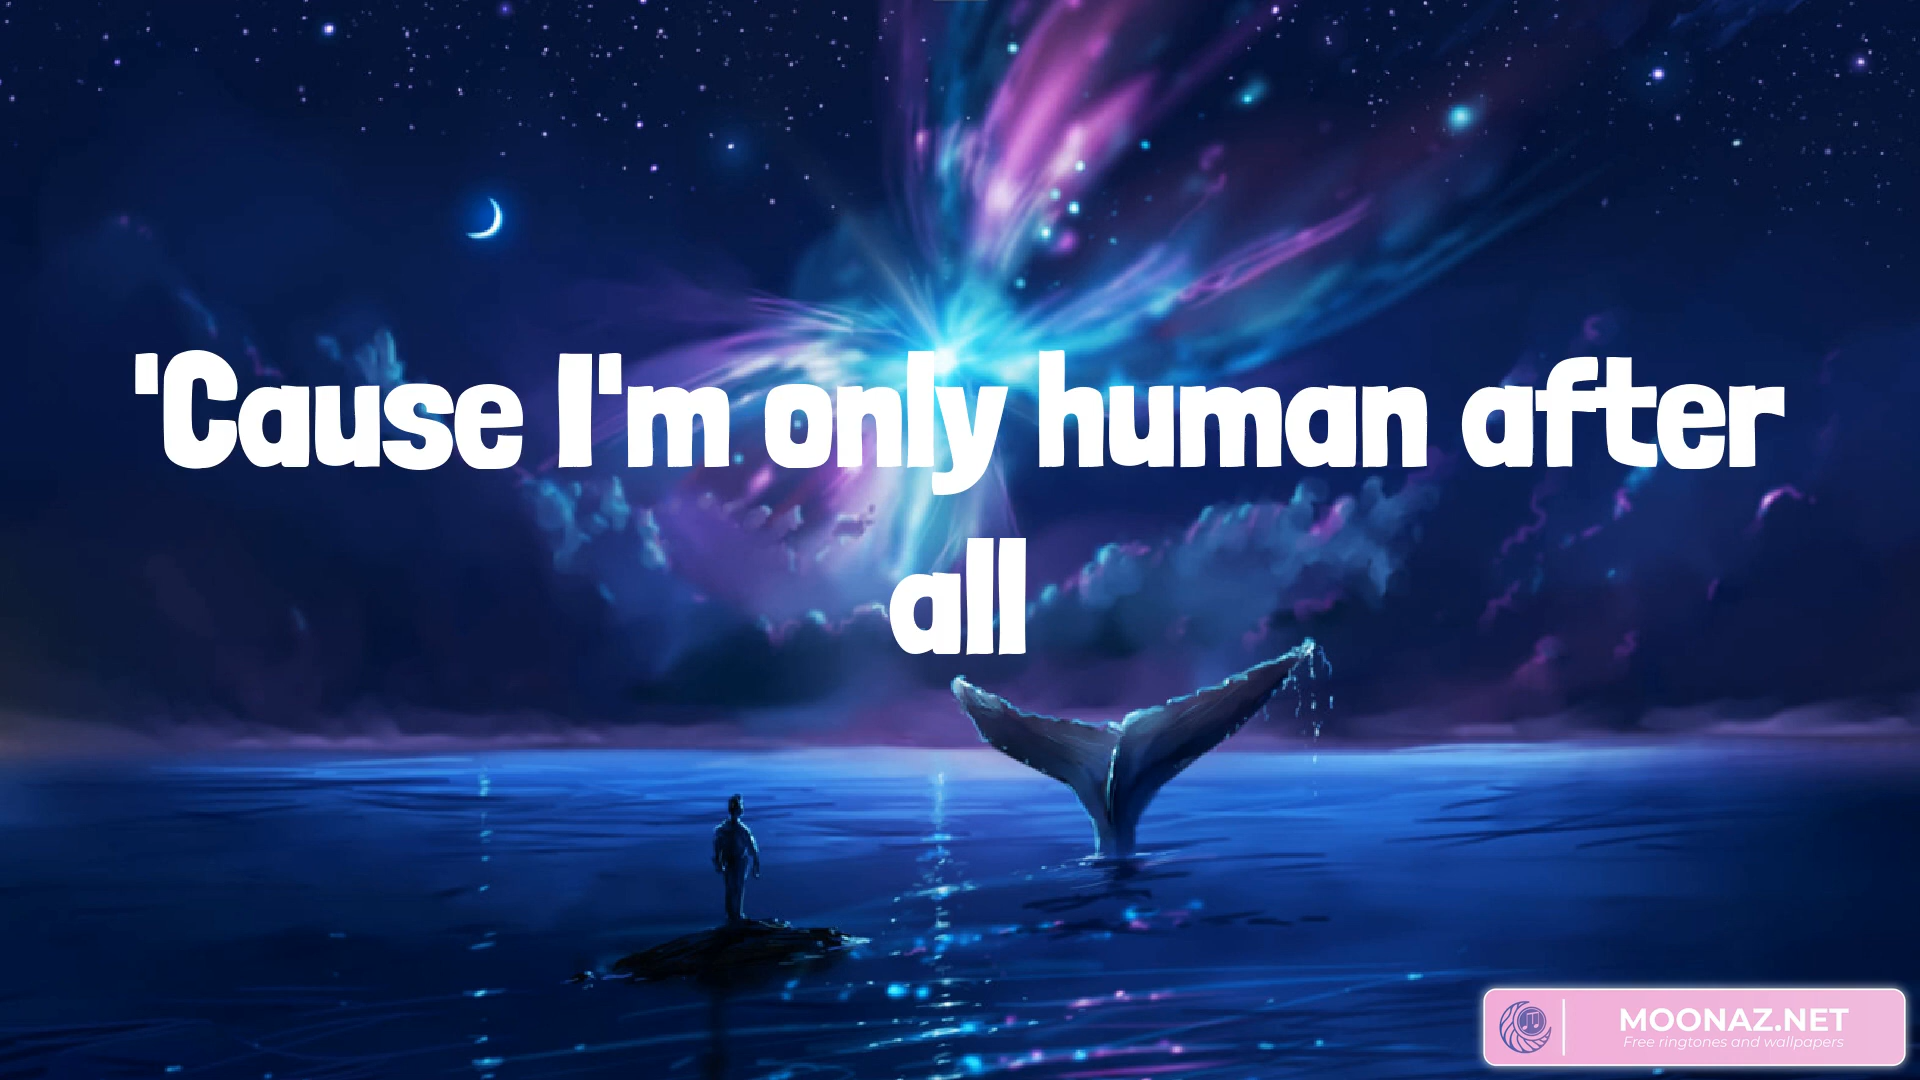 'Cause I'm only human after
all
MOONAZ.NET
Free ringtones and wallpapers